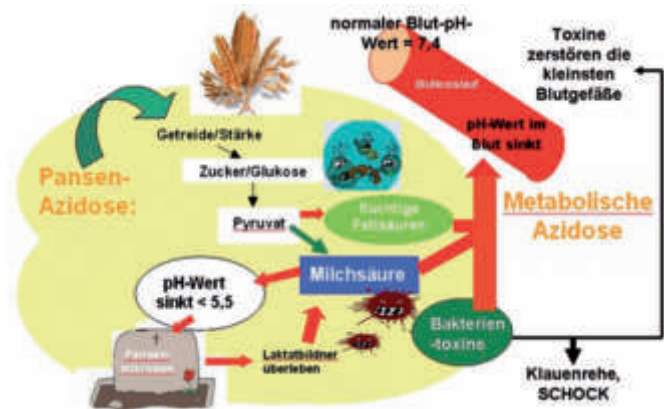 normaler Blut-pH-
Wert = 7,4
Toxine
zerstören die
kleinsten
Blutgefäße
pH-Wert im
Blut sinkt
Getreide/Stärke
Zucker/Glukose
Pansen-
Azidose:
Pyruvat
flüchtige
Fettsäuren
Metabolische
Azidose
Milchsäure
pH-Wert
sinkt < 5,5
Bakterien
-toxine
Pansen-
mikroben
Laktatbildner
überleben
Klauenrehe,
SCHOCK